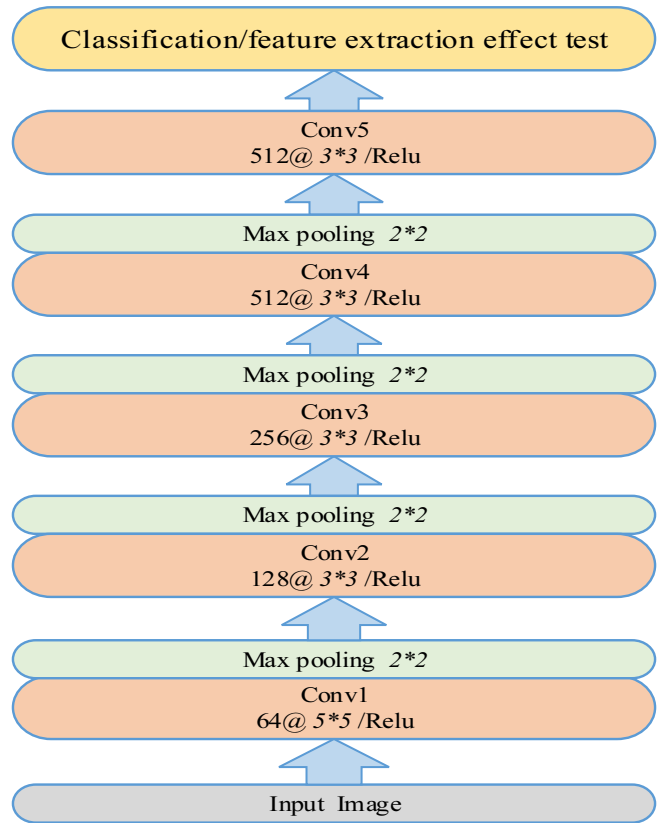 Classification/feature extraction effect test
Conv5
512@ 3*3 /Relu
Max pooling 2*2
Conv4
512@ 3*3 /Relu
Max pooling 2*2
Conv3
256@ 3*3 /Relu
Max pooling 2*2
Conv2
128@ 3*3 /Relu
Max pooling 2*2
Conv1
64@ 5*5 /Relu
Input Image